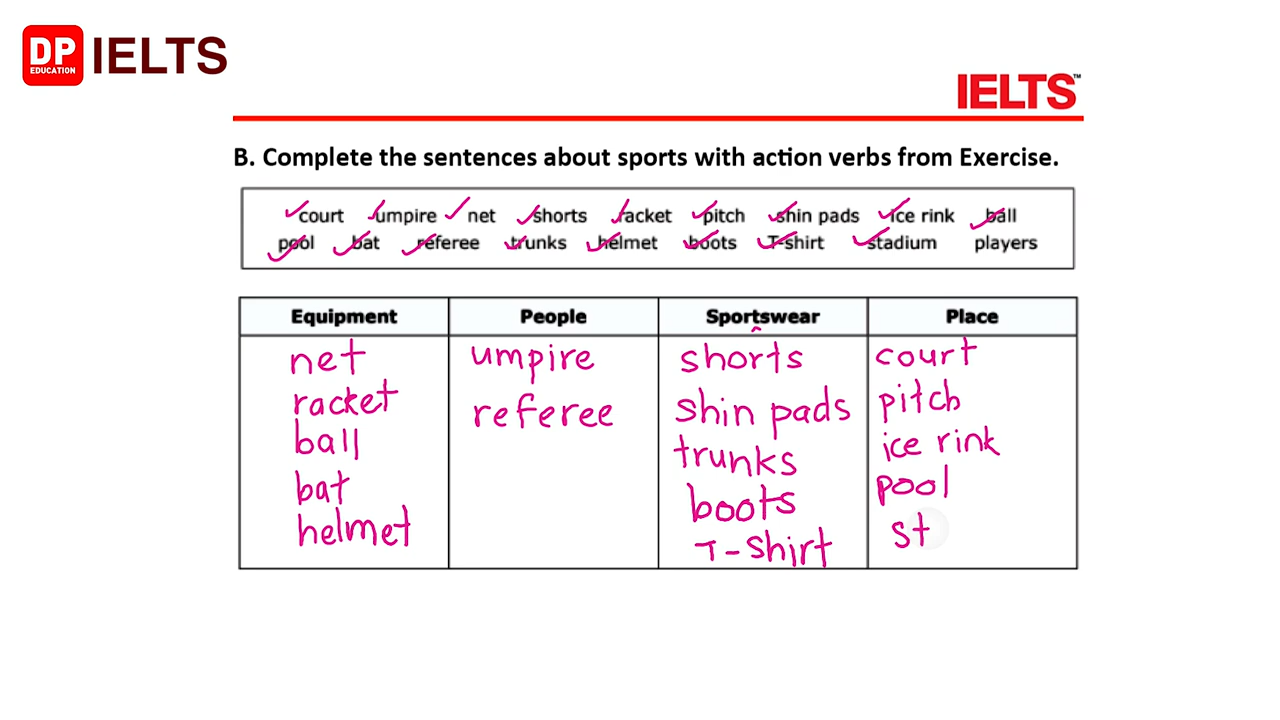 DP EDUCATION IELTS
IELTS™
B. Complete the sentences about sports with action verbs from Exercise.
court umpire net shorts racket pitch shin pads ice rink ball
pool bat referee trunks helmet boots T-shirt stadium players
Equipment People Sportswear Place
net umpire shorts court
racket referee shin pads pitch
ball trunks ice rink
bat boots pool
helmet T-shirt st